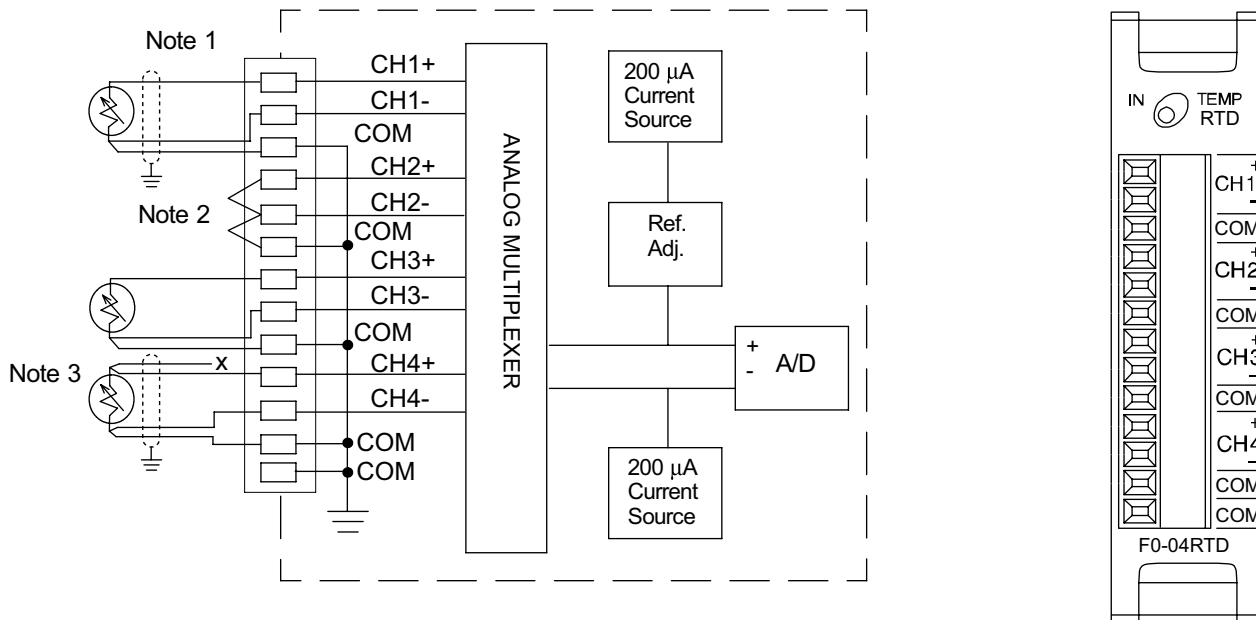 Note 1
CH1+
CH1-
COM
CH2+
Note 2
CH2-
COM
CH3+
CH3-
COM
Note 3
x
CH4+
CH4-
COM
COM
ANALOG MULTIPLEXER
200 μA
Current
Source
Ref.
Adj.
+
-
A/D
200 μA
Current
Source
IN
TEMP
RTD
+
CH1
-
COM
+
CH2
-
COM
+
CH3
-
COM
+
CH4
-
COM
COM
F0-04RTD